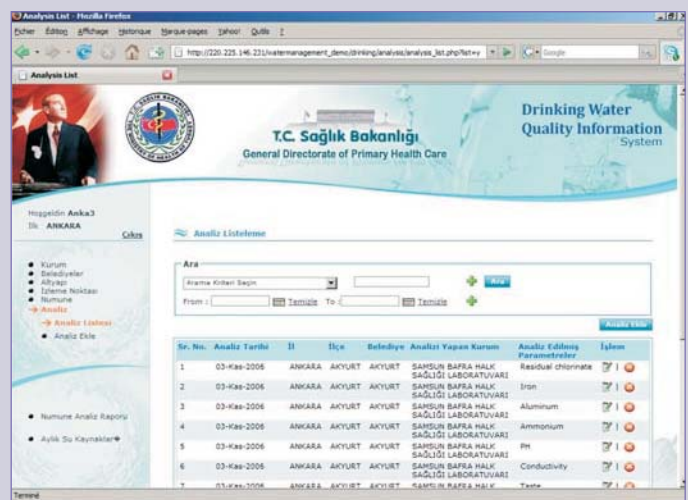 Analysis List - Mozilla Firefox
Fichier Edition Affichage Historique Marque-pages Yahoo! Outils ?
http://220.225.146.231/watermanagement_demo/drinking/analysis/analysis_list.php?list=y
Google
Analysis List
T.C. Sağlık Bakanlığı
General Directorate of Primary Health Care
Drinking Water
Quality Information
System
Hoşgeldin Anka3
İlk ANKARA
Çıkış
Kurum
Belediyeler
Altyapı
İzleme Noktası
Numune
Analiz
Analiz Listesi
Analiz Ekle
Numune Analiz Raporu
Aylık Su Kaynaklar�
Analiz Listeleme
Ara
Arama Kriteri Seçin
Ara
From : Temizle To : Temizle
Analiz Ekle
Sr. No. Analiz Tarihi İl İlçe Belediye Analizi Yapan Kurum Analiz Edilmiş Parametreler İşlem
1 03-Kas-2006 ANKARA AKYURT AKYURT SAMSUN BAFRA HALK SAĞLIĞI LABORATUVARI Residual chlorinate
2 03-Kas-2006 ANKARA AKYURT AKYURT SAMSUN BAFRA HALK SAĞLIĞI LABORATUVARI Iron
3 03-Kas-2006 ANKARA AKYURT AKYURT SAMSUN BAFRA HALK SAĞLIĞI LABORATUVARI Aluminum
4 03-Kas-2006 ANKARA AKYURT AKYURT SAMSUN BAFRA HALK SAĞLIĞI LABORATUVARI Ammonium
5 03-Kas-2006 ANKARA AKYURT AKYURT SAMSUN BAFRA HALK SAĞLIĞI LABORATUVARI PH
6 03-Kas-2006 ANKARA AKYURT AKYURT SAMSUN BAFRA HALK SAĞLIĞI LABORATUVARI Conductivity
7 03-Kas-2006 ANKARA AKYURT AKYURT SAMSUN BAFRA HALK Taste
Terminé